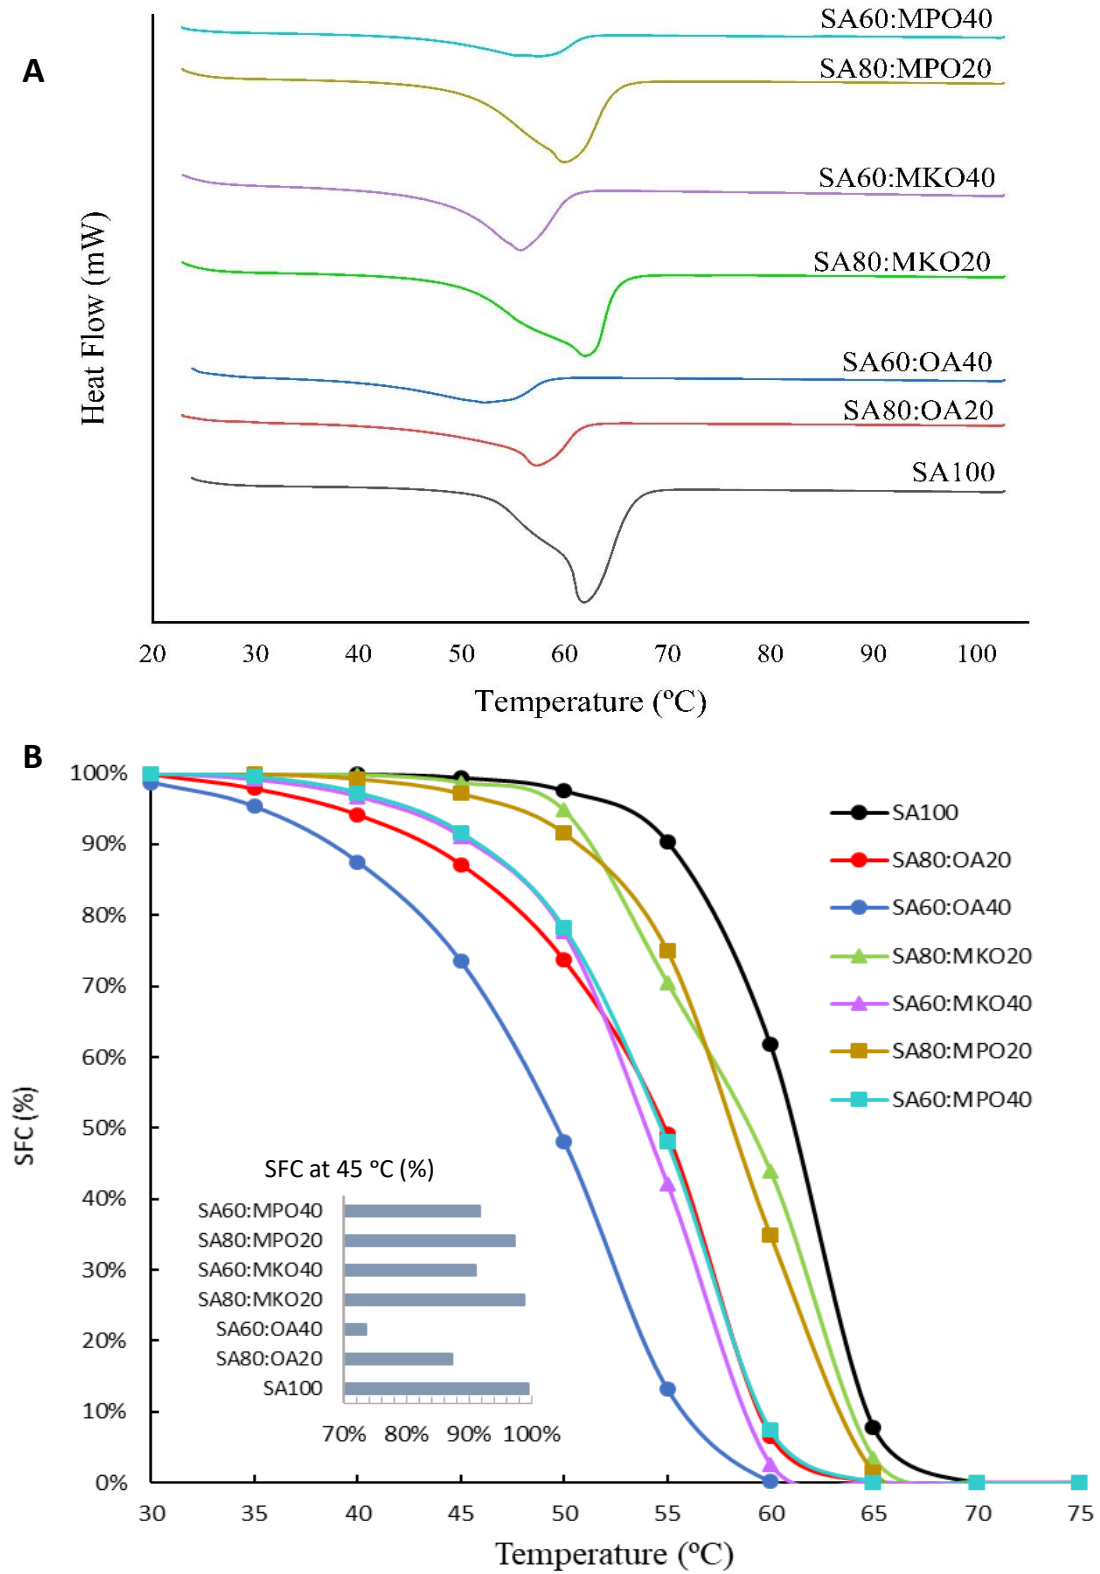 A
SA60:MPO40
SA80:MPO20
SA60:MKO40
SA80:MKO20
SA60:OA40
SA80:OA20
SA100
Heat Flow (mW)
20 30 40 50 60 70 80 90 100
Temperature (ºC)
B
100%
90%
80%
70%
60%
50%
40%
30%
20%
10%
0%
SFC (%)
SA100
SA80:OA20
SA60:OA40
SA80:MKO20
SA60:MKO40
SA80:MPO20
SA60:MPO40
SFC at 45 ºC (%)
SA60:MPO40
SA80:MPO20
SA60:MKO40
SA80:MKO20
SA60:OA40
SA80:OA20
SA100
70% 80% 90% 100%
30 35 40 45 50 55 60 65 70 75
Temperature (ºC)